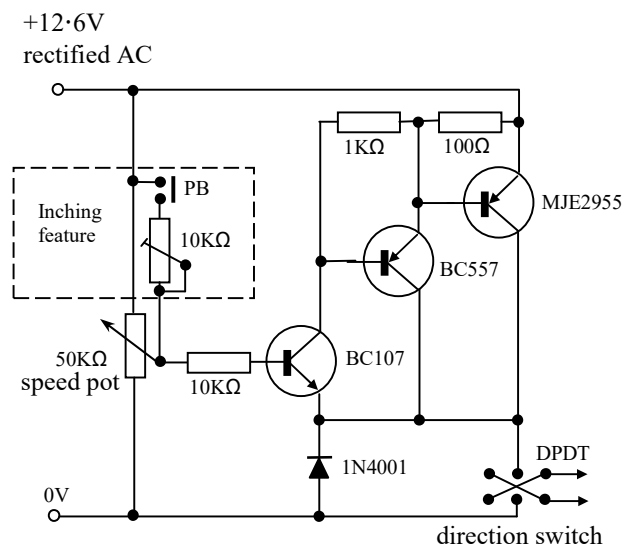 +12·6V
rectified AC
1KΩ
100Ω
MJE2955
PB
Inching
feature
10KΩ
BC557
50KΩ
speed pot
10KΩ
BC107
1N4001
DPDT
0V
direction switch